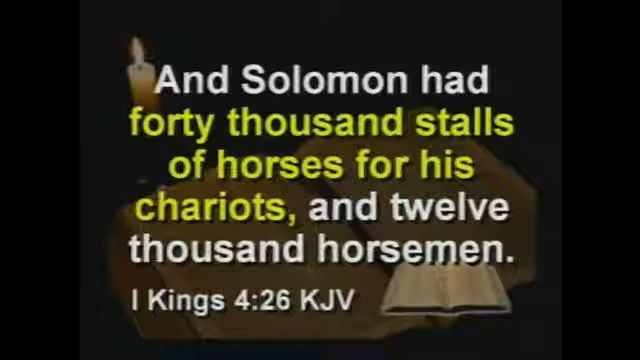 And Solomon had
forty thousand stalls
of horses for his
chariots, and twelve
thousand horsemen.
I Kings 4:26 KJV